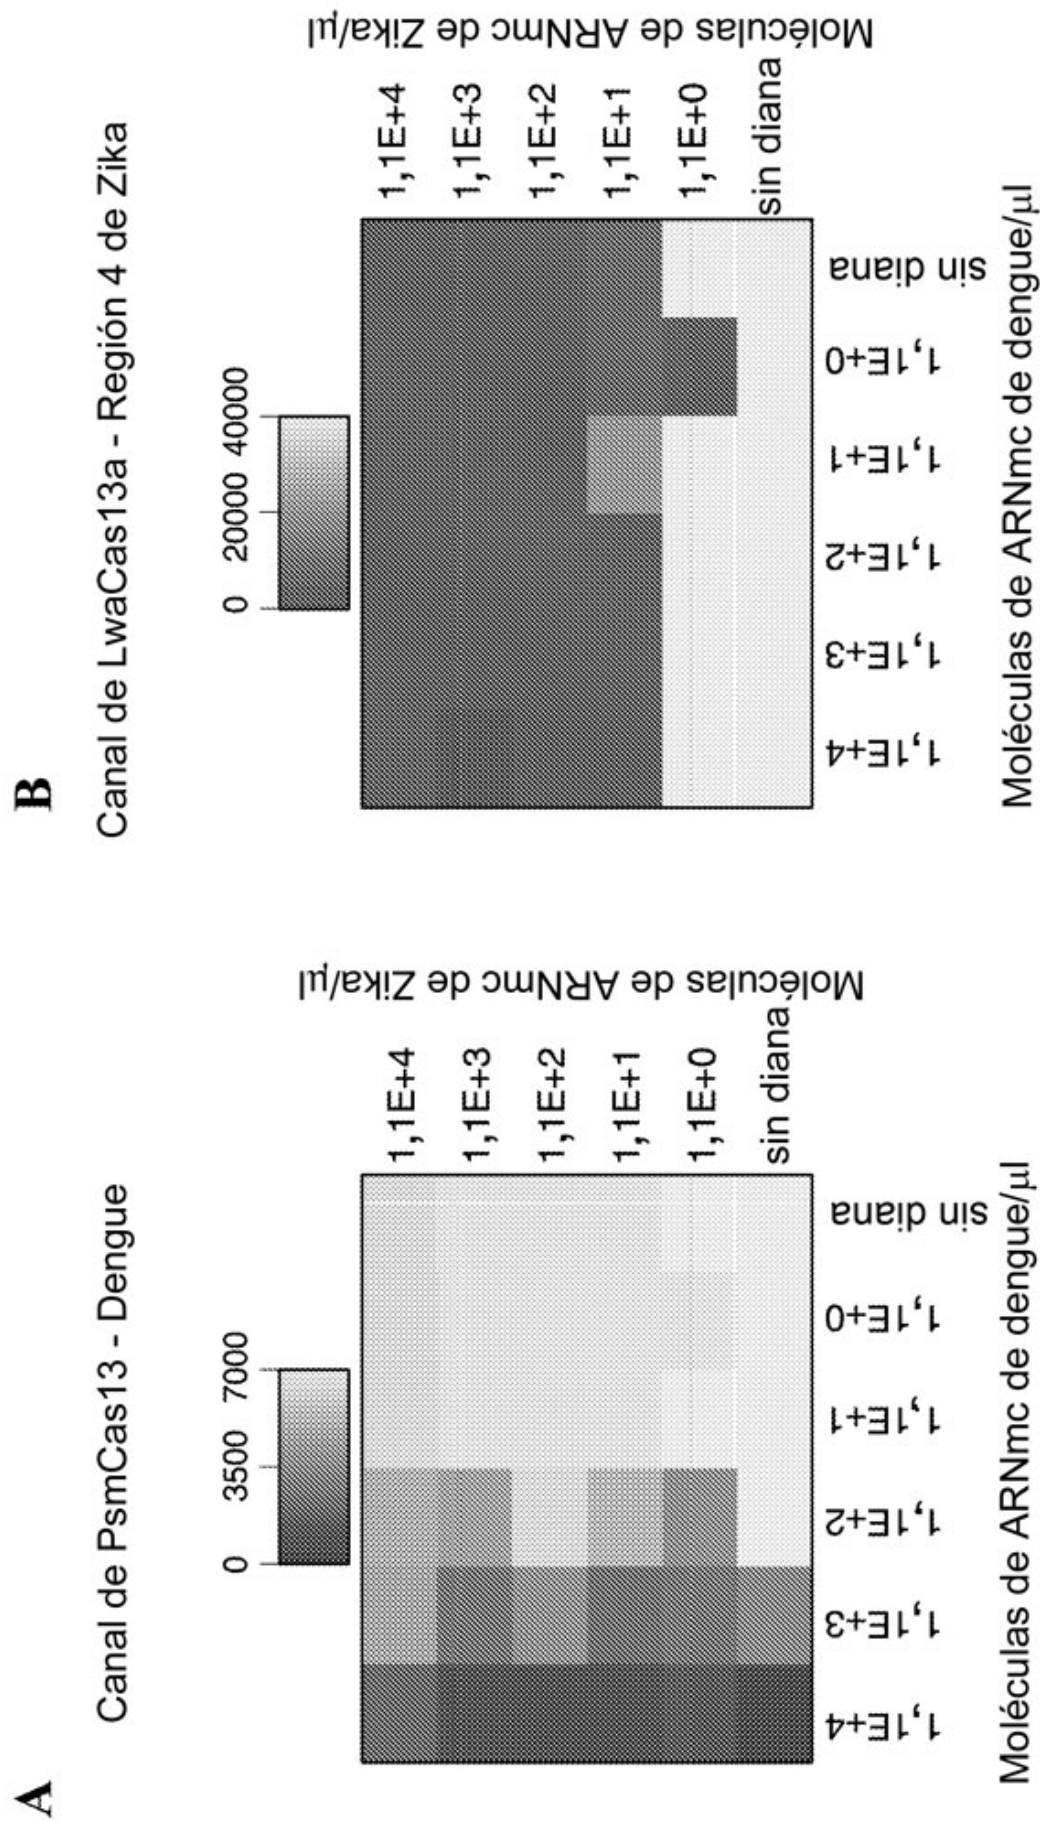 A
Canal de PsmCas13 - Dengue
0 3500 7000
1,1E+4
1,1E+3
1,1E+2
1,1E+1
1,1E+0
sin diana
Moléculas de ARNmc de Zika/µl
1,1E+4
1,1E+3
1,1E+2
1,1E+1
1,1E+0
sin diana
Moléculas de ARNmc de dengue/µl
B
Canal de LwaCas13a - Región 4 de Zika
0 20000 40000
1,1E+4
1,1E+3
1,1E+2
1,1E+1
1,1E+0
sin diana
Moléculas de ARNmc de Zika/µl
1,1E+4
1,1E+3
1,1E+2
1,1E+1
1,1E+0
sin diana
Moléculas de ARNmc de dengue/µl